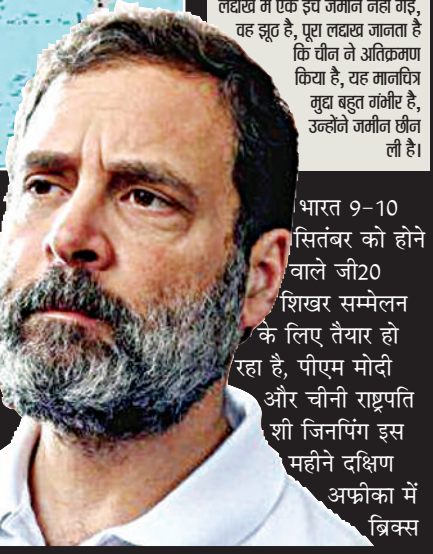 लद्दाख में एक इंच जमीन नहीं गई,
वह झूठ है, पूरा लद्दाख जानता है
कि चीन ने अतिक्रमण
किया है, यह मानचित्र
मुद्दा बहुत गंभीर है,
उन्होंने जमीन छीन
ली है।
भारत 9-10
सितंबर को होने
वाले जी20
शिखर सम्मेलन
के लिए तैयार हो
रहा है, पीएम मोदी
और चीनी राष्ट्रपति
शी जिनपिंग इस
महीने दक्षिण
अफ्रीका में
ब्रिक्स